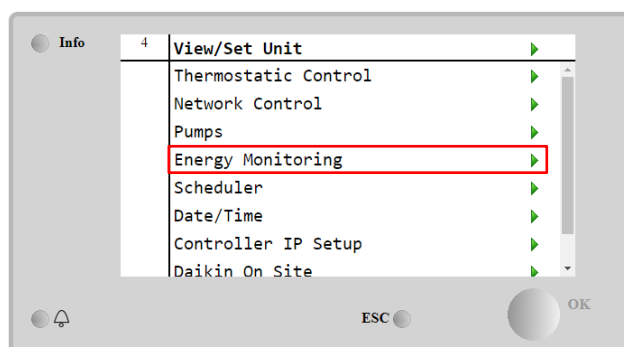 Info
4 View/Set Unit
Thermostatic Control
Network Control
Pumps
Energy Monitoring
Scheduler
Date/Time
Controller IP Setup
Daikin On Site
ESC OK